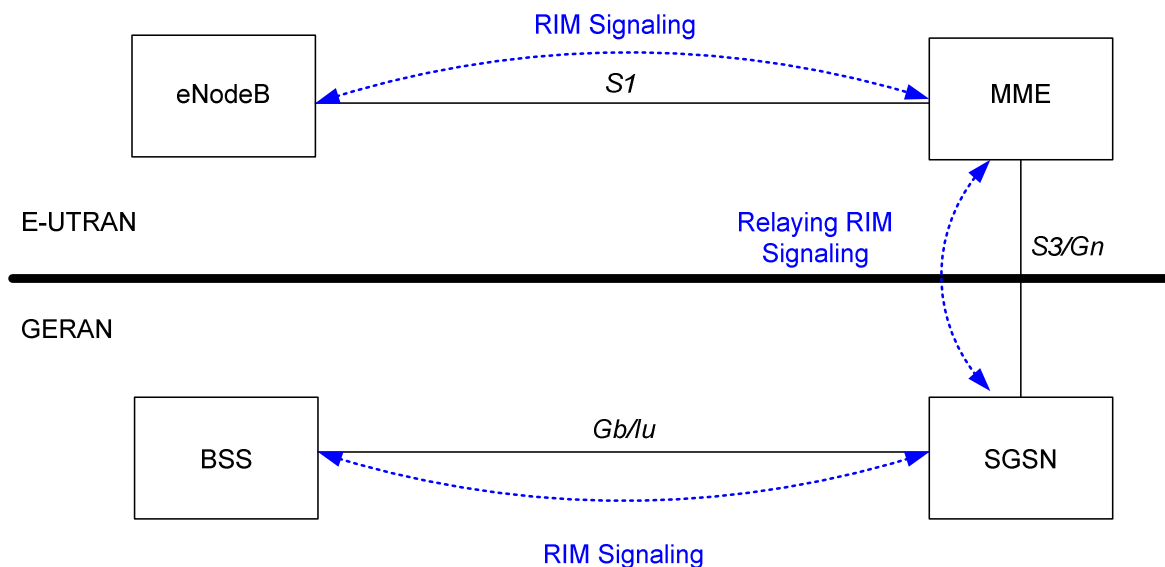 RIM Signaling
eNodeB
S1
MME
E-UTRAN
Relaying RIM
Signaling
S3/Gn
GERAN
BSS
Gb/Iu
SGSN
RIM Signaling